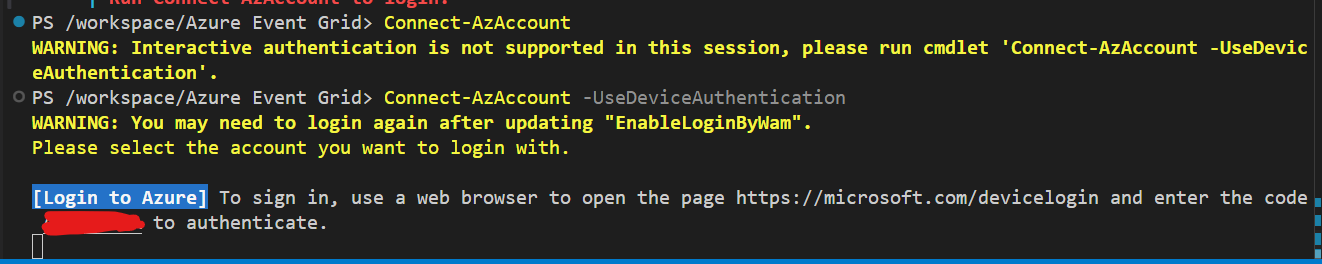 Run Connect-AzAccount to login.
PS /workspace/Azure Event Grid> Connect-AzAccount
WARNING: Interactive authentication is not supported in this session, please run cmdlet 'Connect-AzAccount -UseDevic
eAuthentication'.
PS /workspace/Azure Event Grid> Connect-AzAccount -UseDeviceAuthentication
WARNING: You may need to login again after updating "EnableLoginByWam".
Please select the account you want to login with.
[Login to Azure] To sign in, use a web browser to open the page https://microsoft.com/devicelogin and enter the code
to authenticate.